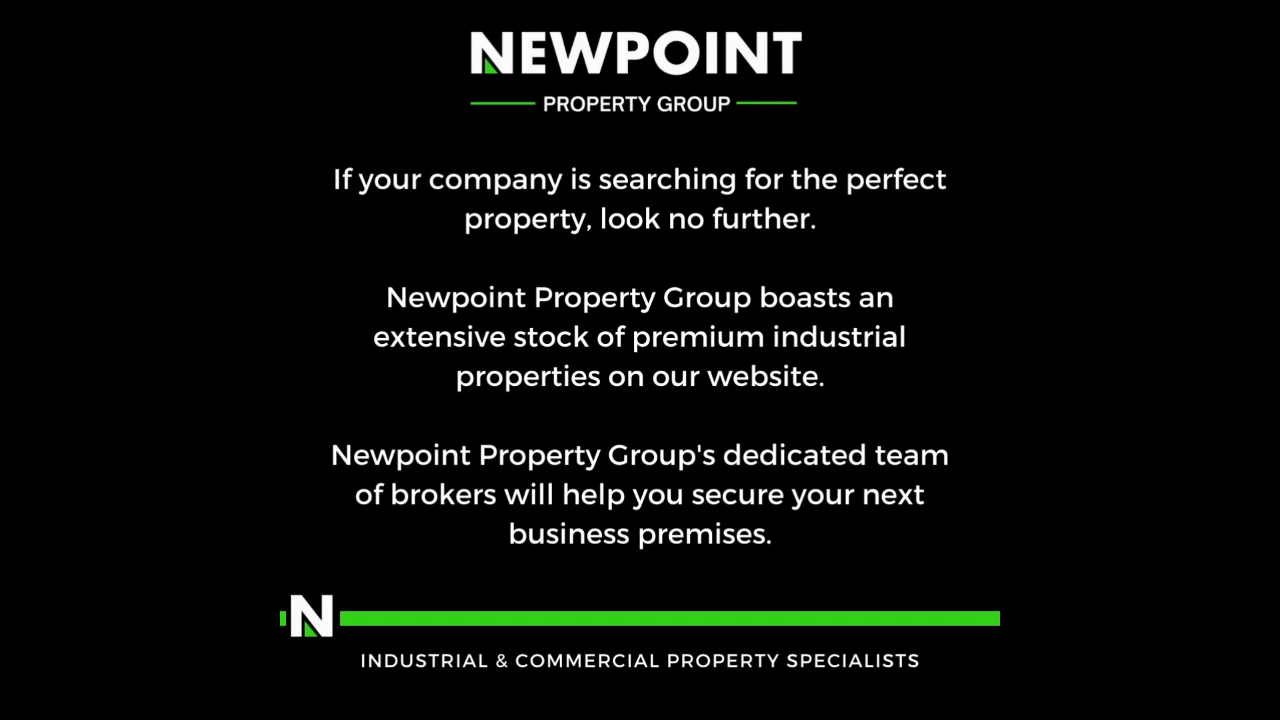 NEWPOINT
PROPERTY GROUP
If your company is searching for the perfect
property, look no further.
Newpoint Property Group boasts an
extensive stock of premium industrial
properties on our website.
Newpoint Property Group's dedicated team
of brokers will help you secure your next
business premises.
N
INDUSTRIAL & COMMERCIAL PROPERTY SPECIALISTS